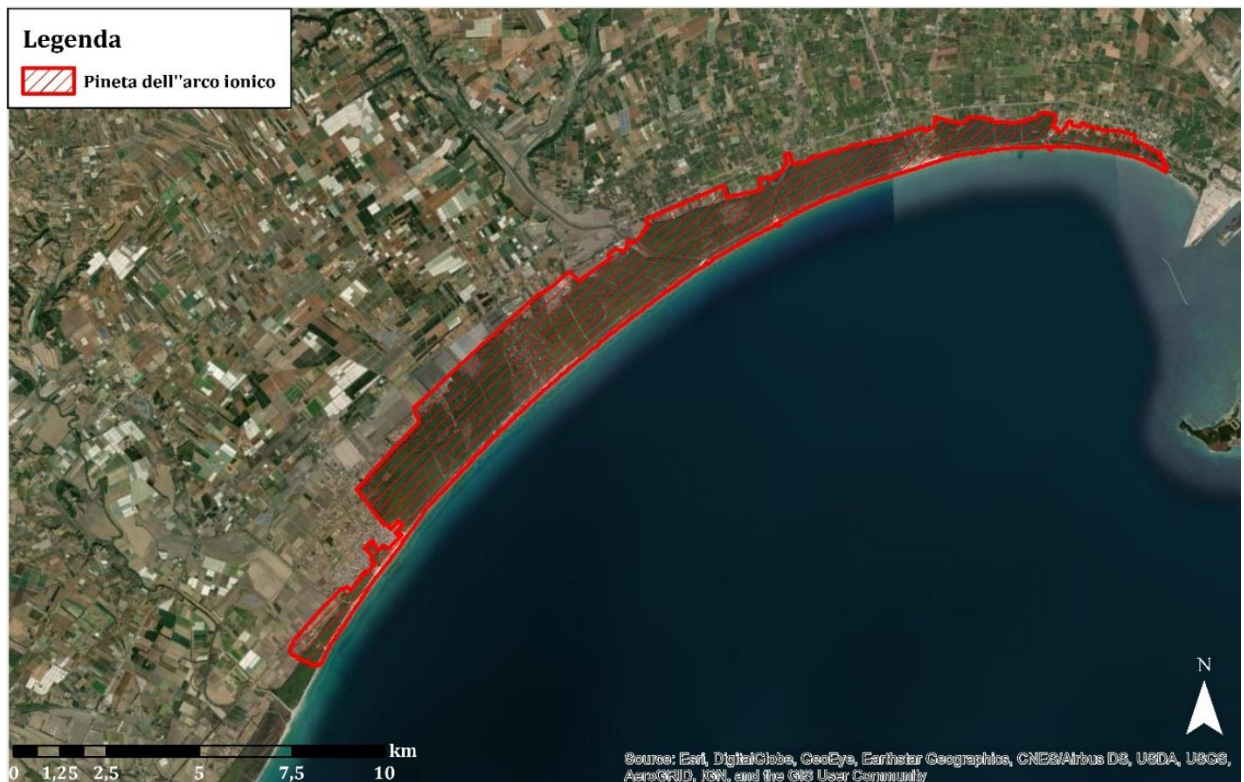 Legenda
Pineta dell''arco ionico
N
km
0 1,25 2,5 5 7,5 10
Source: Esri, DigitalGlobe, GeoEye, Earthstar Geographics, CNES/Airbus DS, USDA, USGS,
AeroGRID, IGN, and the GIS User Community